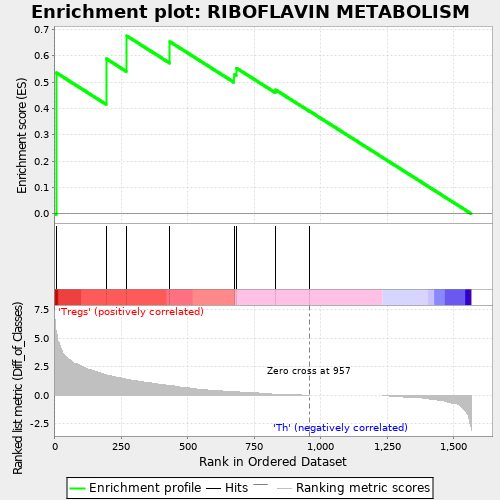 Enrichment plot: RIBOFLAVIN METABOLISM
Enrichment score (ES)
0.7
0.6
0.5
0.4
0.3
0.2
0.1
0.0
'Tregs' (positively correlated)
Ranked list metric (Diff_of_Classes)
7.5
5.0
2.5
0.0
-2.5
Zero cross at 957
'Th' (negatively correlated)
0 250 500 750 1,000 1,250 1,500
Rank in Ordered Dataset
Enrichment profile Hits Ranking metric scores